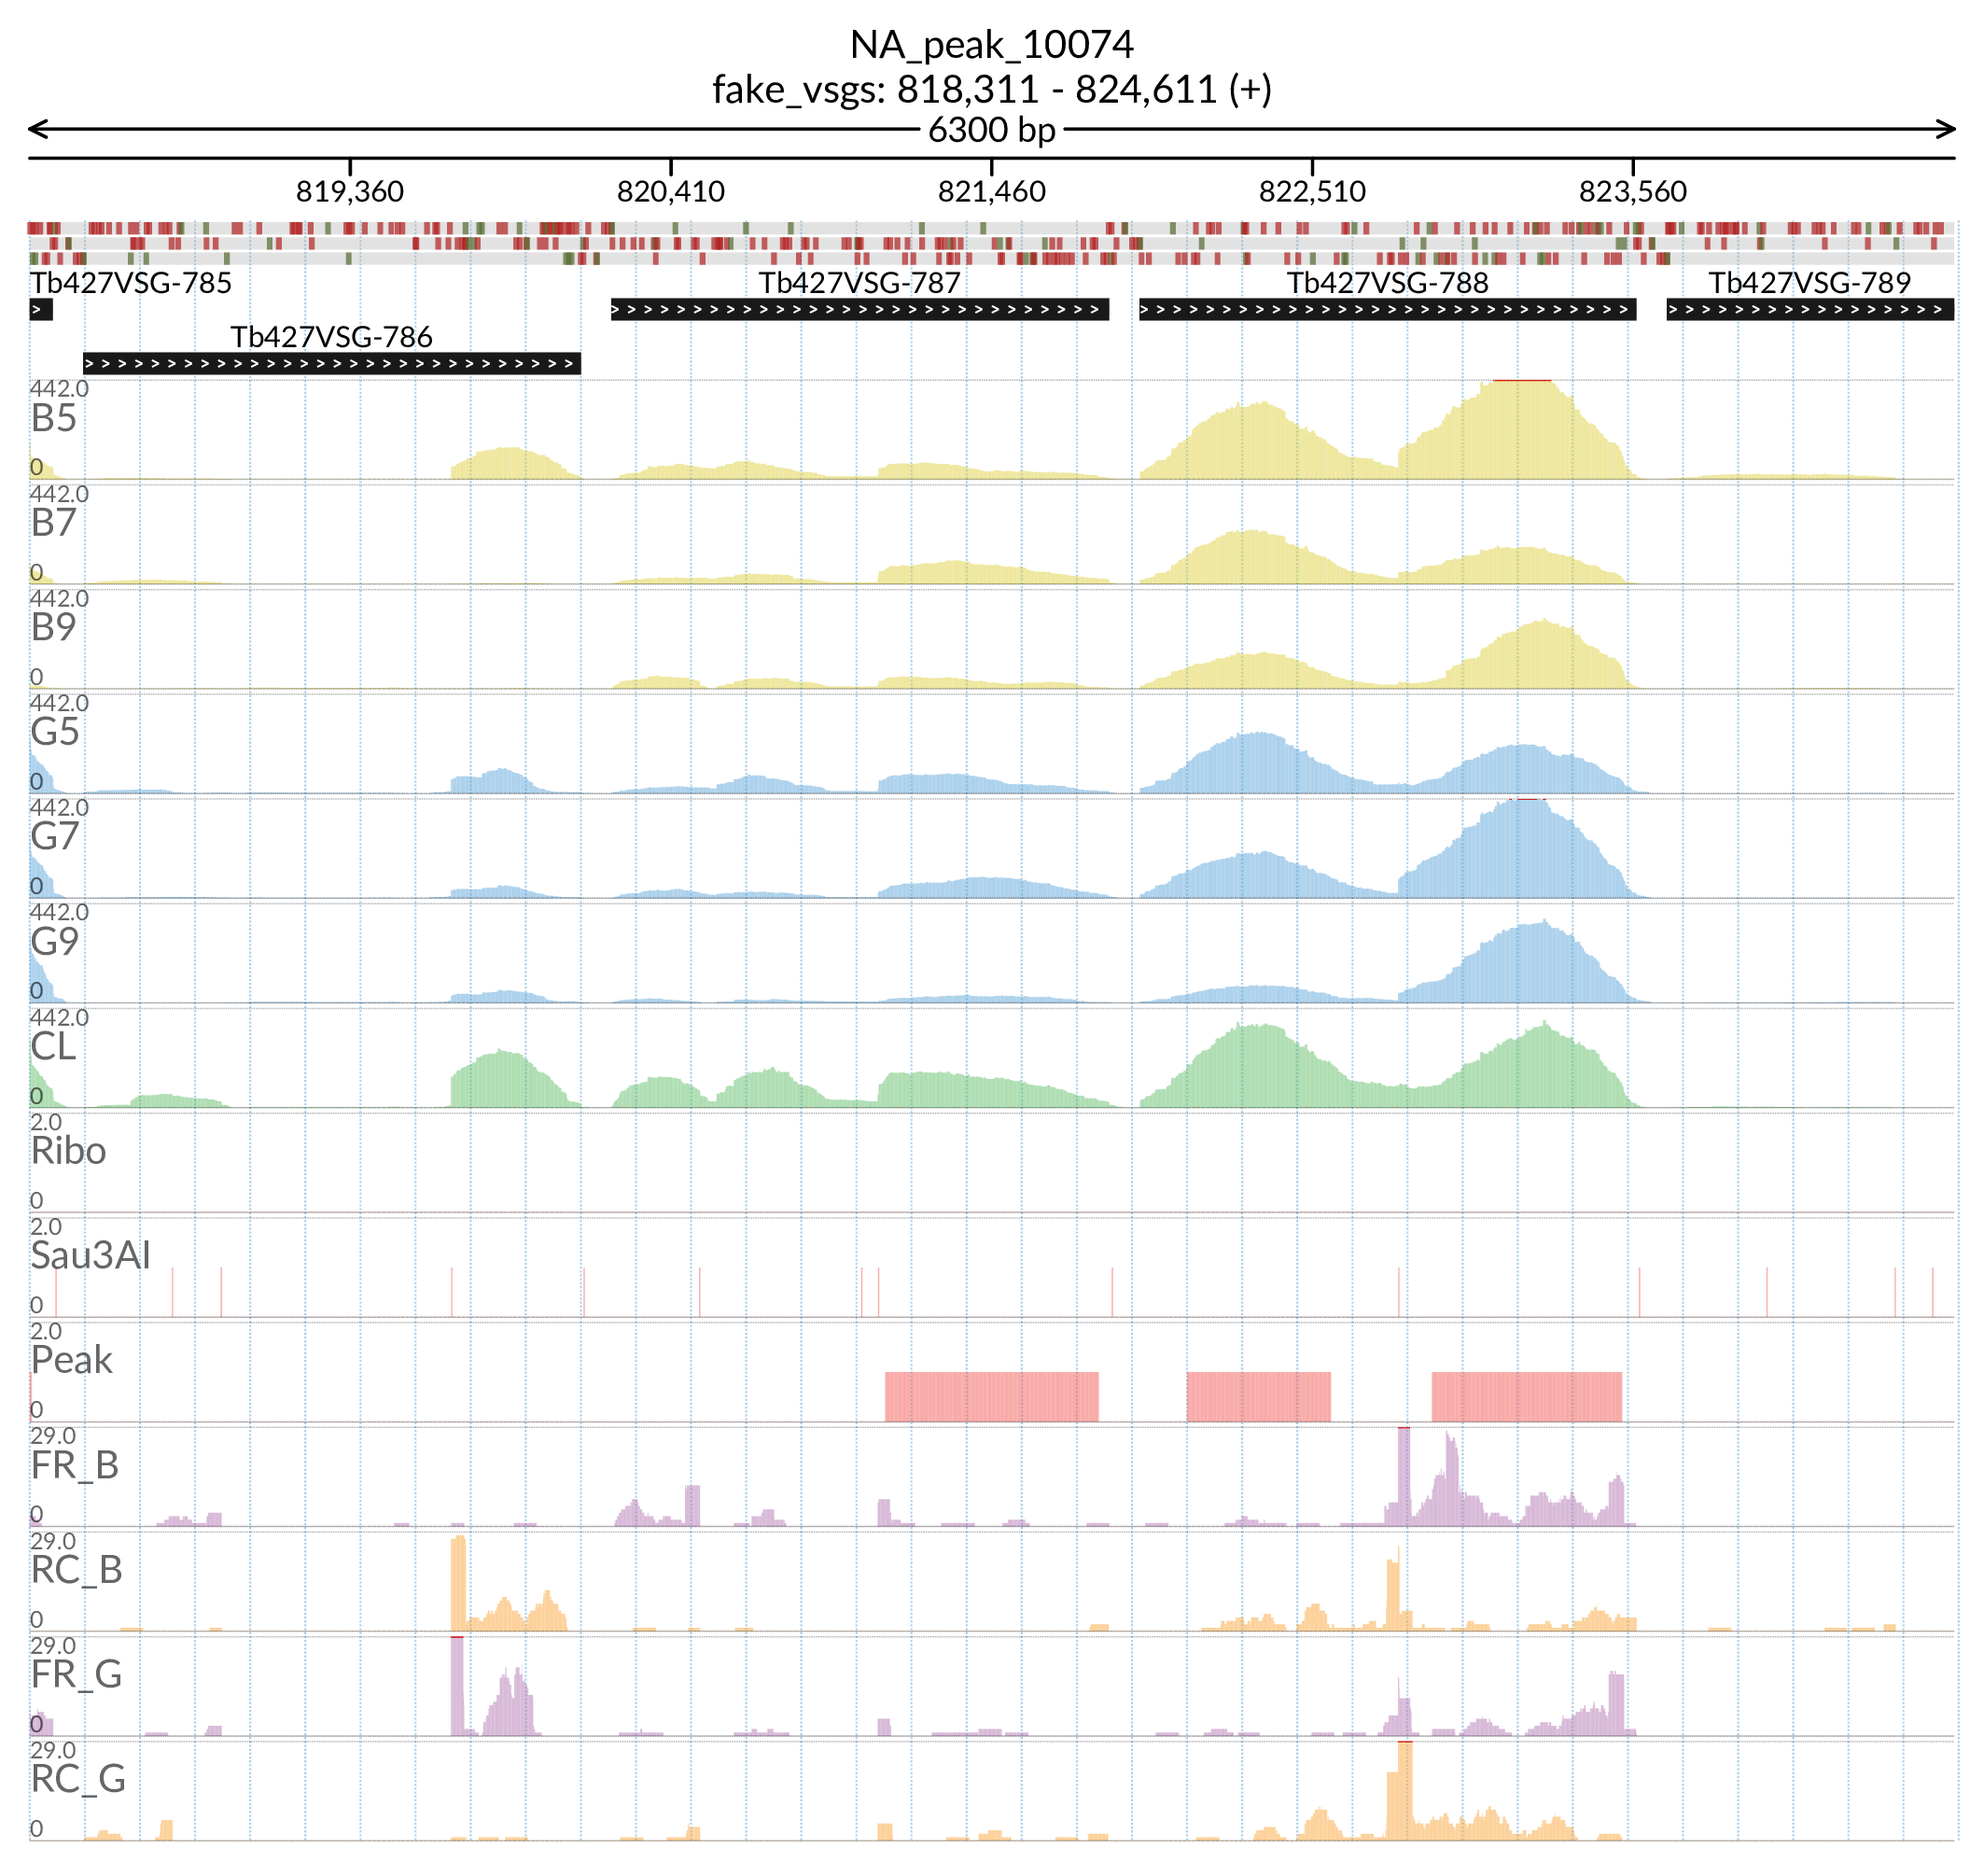 NA_peak_10074
fake_vsgs: 818,311 - 824,611 (+)
6300 bp
819,360 820,410 821,460 822,510 823,560
Tb427VSG-785 Tb427VSG-787 Tb427VSG-788 Tb427VSG-789
Tb427VSG-786
442.0
B5
0
442.0
B7
0
442.0
B9
0
442.0
G5
0
442.0
G7
0
442.0
G9
0
442.0
CL
0
2.0
Ribo
0
2.0
Sau3AI
0
2.0
Peak
0
29.0
FR_B
0
29.0
RC_B
0
29.0
FR_G
0
29.0
RC_G
0